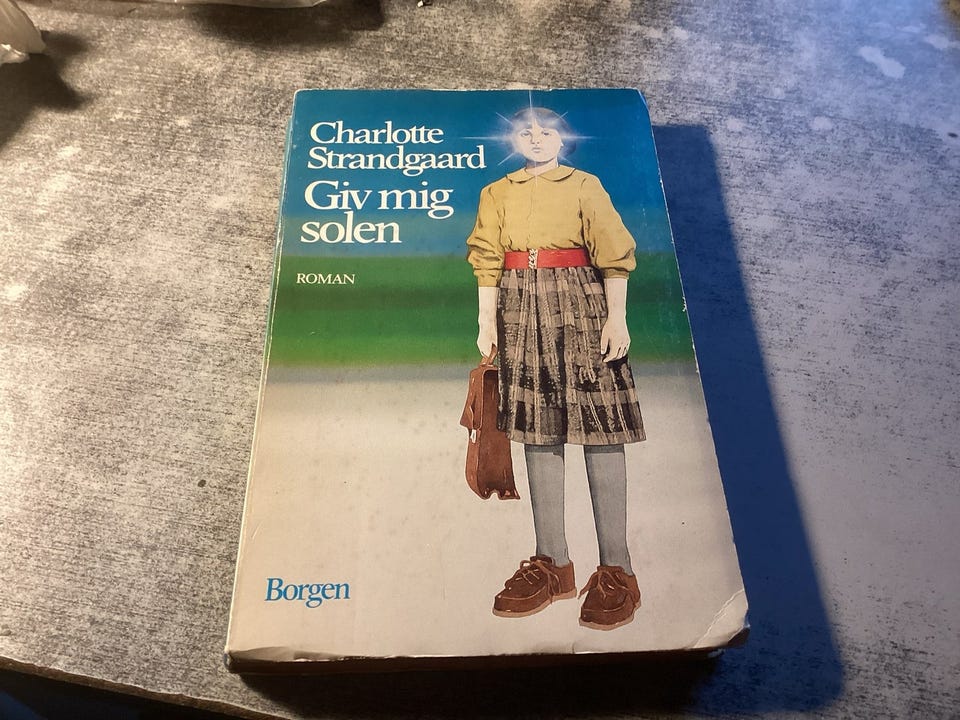 Charlotte
Strandgaard
Giv mig
solen
ROMAN
Borgen